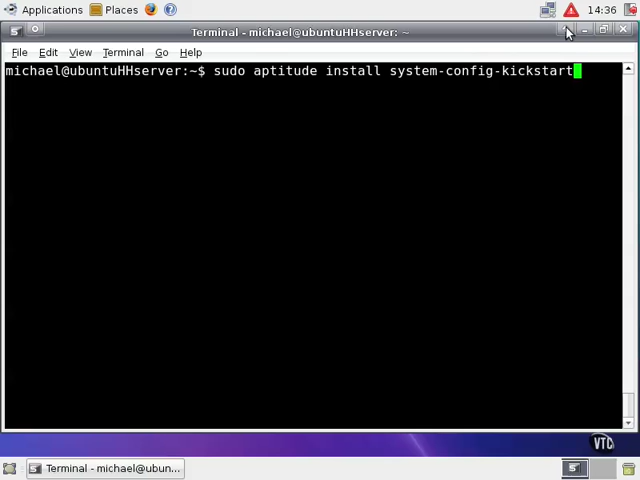 Applications Places 14:36
Terminal - michael@ubuntuHHserver: ~
File Edit View Terminal Go Help
michael@ubuntuHHserver:~$ sudo aptitude install system-config-kickstart
VTC
Terminal - michael@ubun...